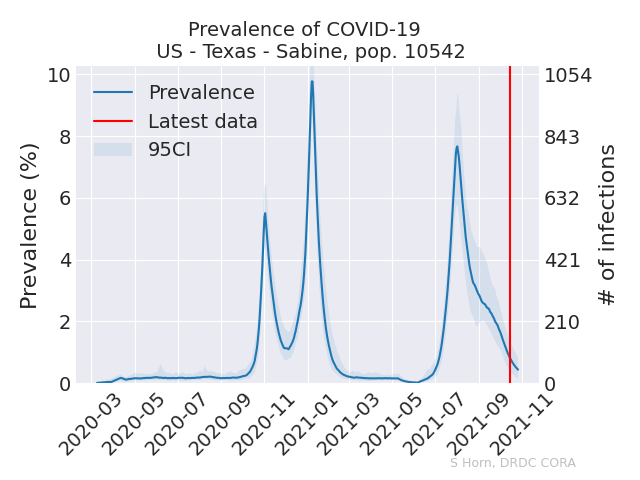 Prevalence of COVID-19
US - Texas - Sabine, pop. 10542
Prevalence (%)
10
8
6
4
2
0
Prevalence
Latest data
95CI
1054
843
632
421
210
0
# of infections
2020-03
2020-05
2020-07
2020-09
2020-11
2021-01
2021-03
2021-05
2021-07
2021-09
2021-11
S Horn, DRDC CORA